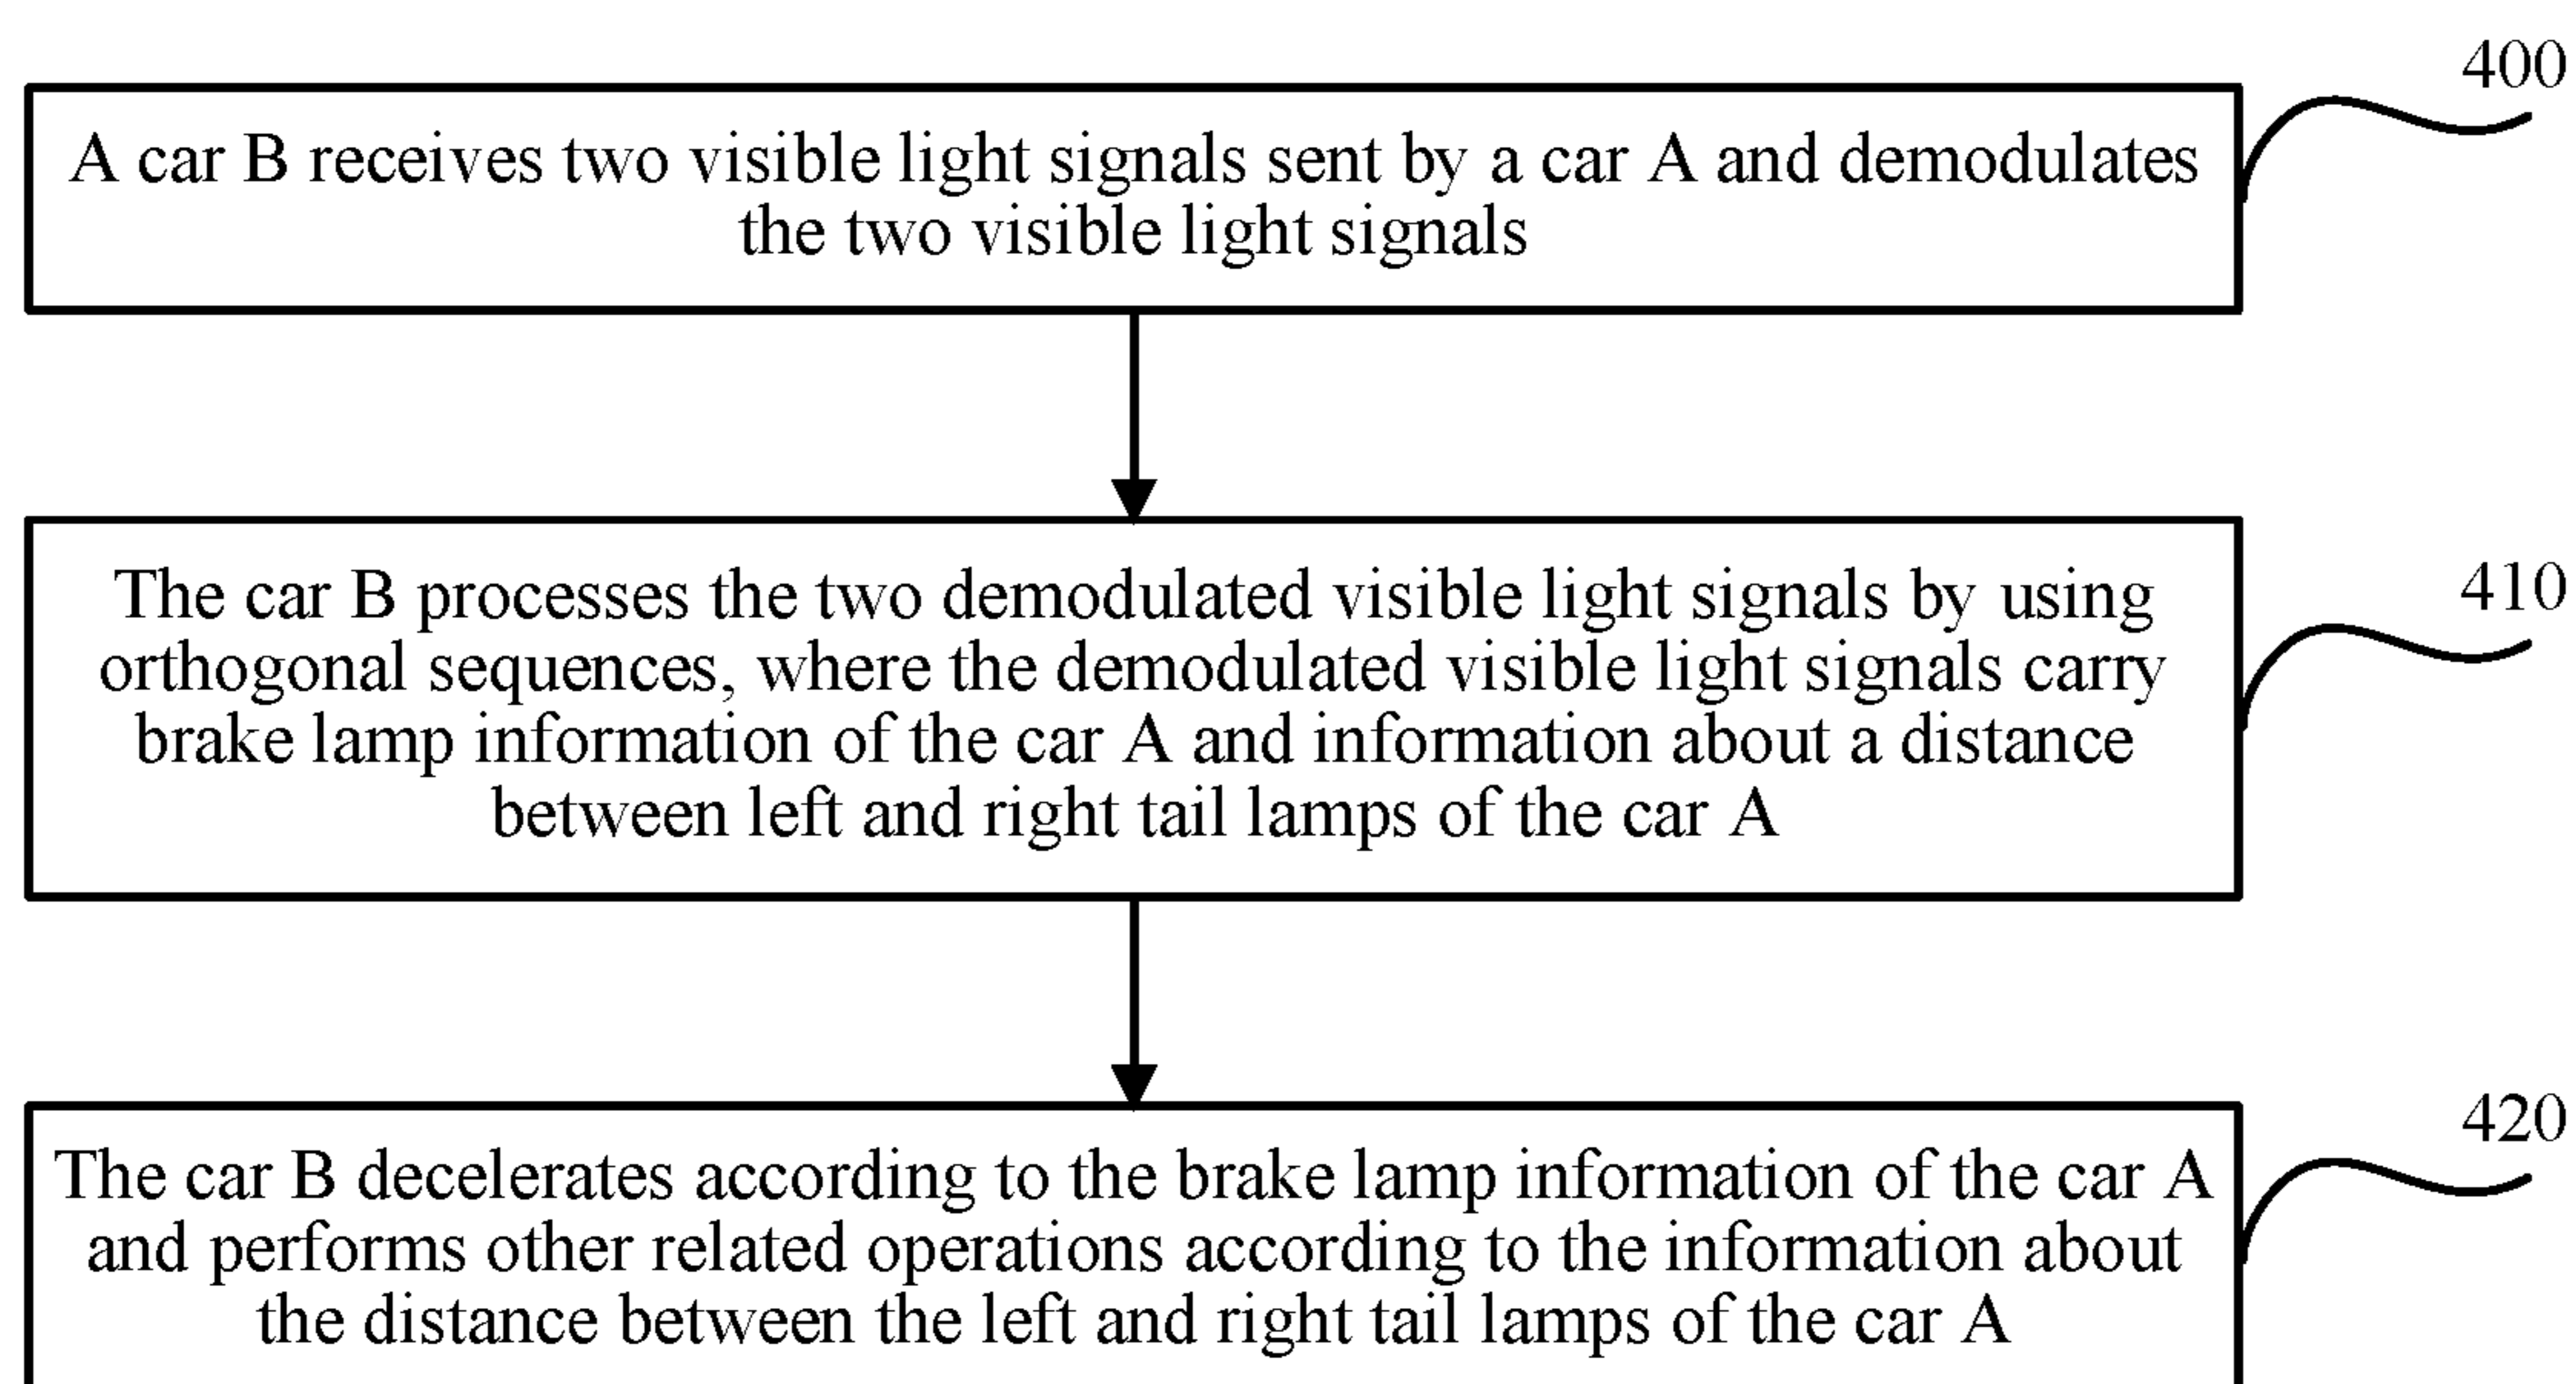 400
A car B receives two visible light signals sent by a car A and demodulates
the two visible light signals
410
The car B processes the two demodulated visible light signals by using
orthogonal sequences, where the demodulated visible light signals carry
brake lamp information of the car A and information about a distance
between left and right tail lamps of the car A
420
The car B decelerates according to the brake lamp information of the car A
and performs other related operations according to the information about
the distance between the left and right tail lamps of the car A